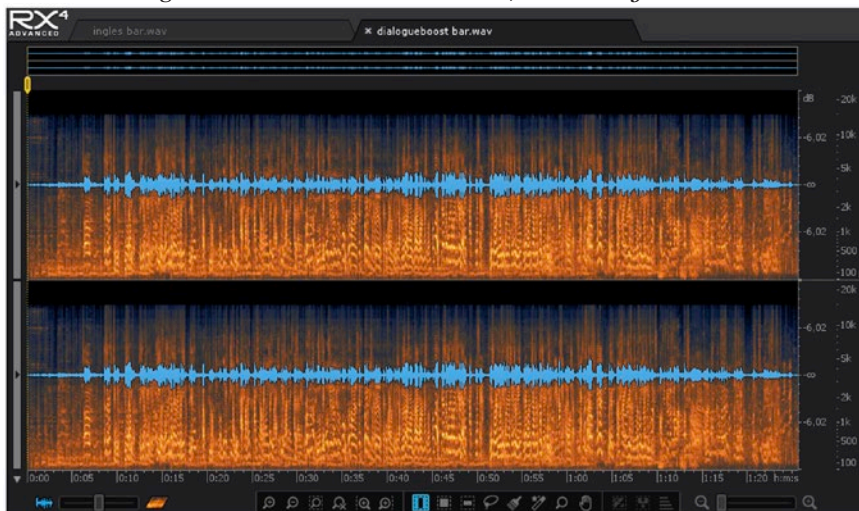 RX 4
ADVANCED
ingles bar.wav
× dialogueboost bar.wav
dB
-20k
-6,02
-10k
-5k
-∞
-2k
-6,02
-1k
-500
-100
-20k
-6,02
-10k
-5k
-∞
-2k
-6,02
-1k
-500
-100
0:00 0:05 0:10 0:15 0:20 0:25 0:30 0:35 0:40 0:45 0:50 0:55 1:00 1:05 1:10 1:15 1:20 h:m:s